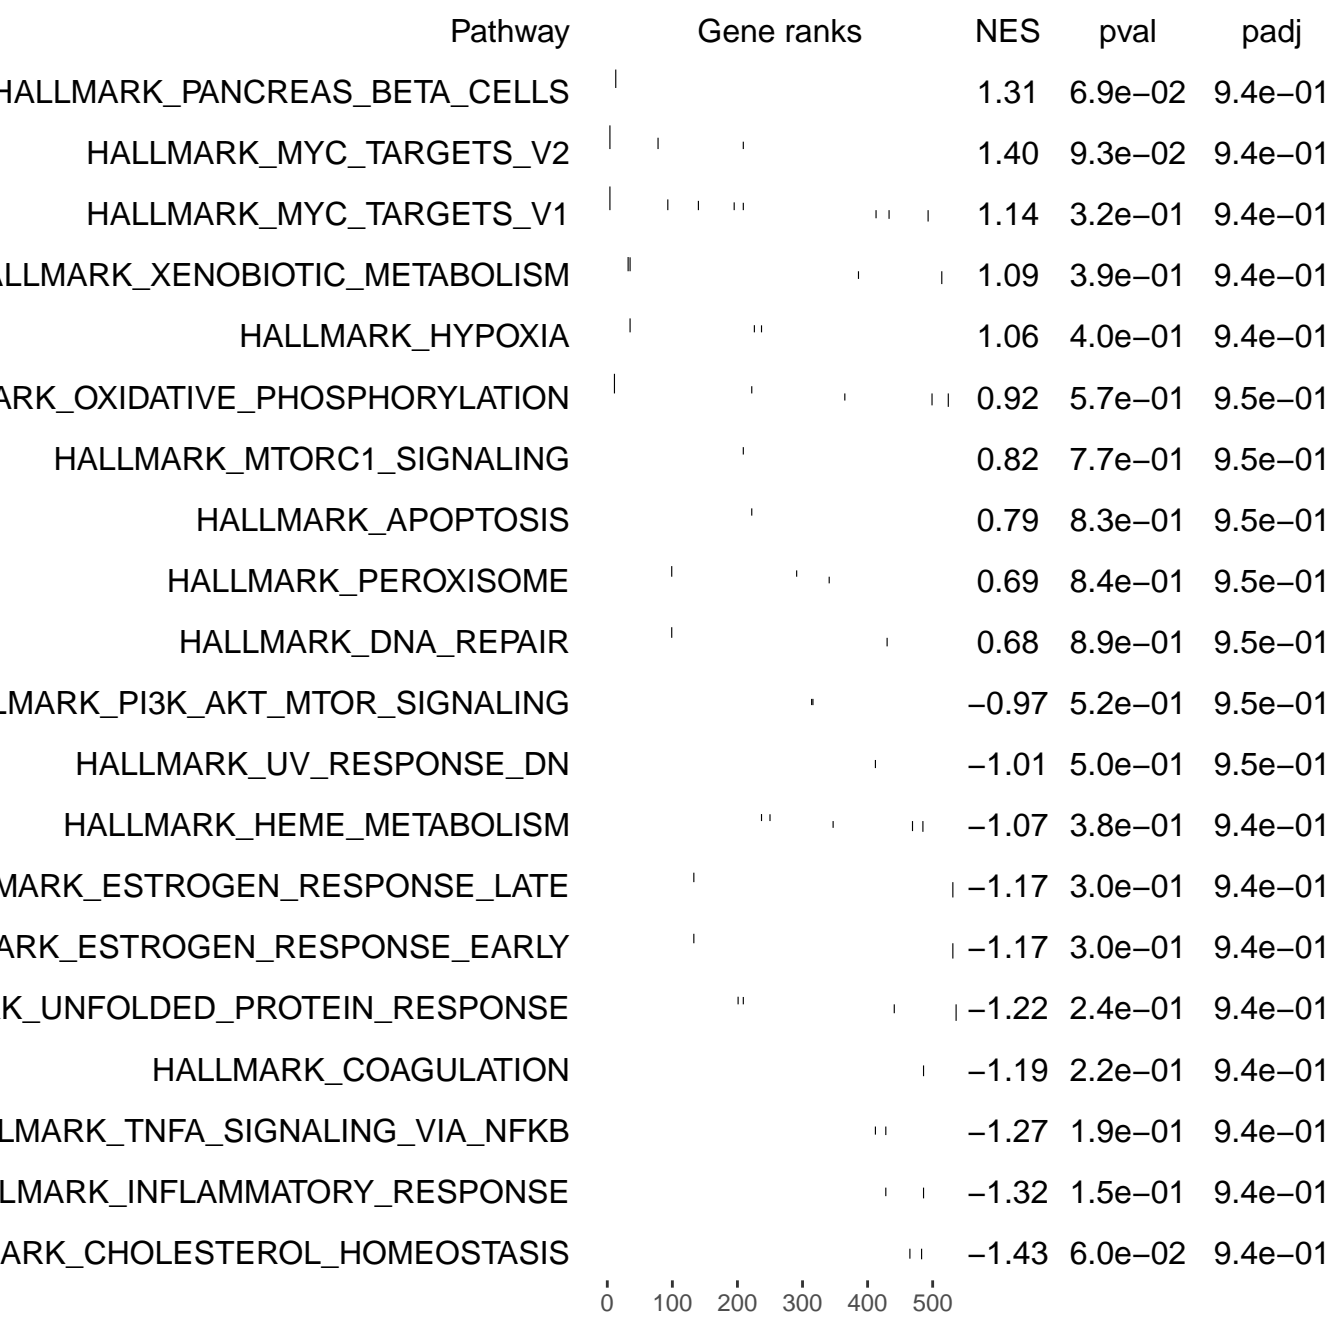 Pathway Gene ranks NES pval padj
HALLMARK_PANCREAS_BETA_CELLS 1.31 6.9e−02 9.4e−01
HALLMARK_MYC_TARGETS_V2 1.40 9.3e−02 9.4e−01
HALLMARK_MYC_TARGETS_V1 1.14 3.2e−01 9.4e−01
ALLMARK_XENOBIOTIC_METABOLISM 1.09 3.9e−01 9.4e−01
HALLMARK_HYPOXIA 1.06 4.0e−01 9.4e−01
ARK_OXIDATIVE_PHOSPHORYLATION 0.92 5.7e−01 9.5e−01
HALLMARK_MTORC1_SIGNALING 0.82 7.7e−01 9.5e−01
HALLMARK_APOPTOSIS 0.79 8.3e−01 9.5e−01
HALLMARK_PEROXISOME 0.69 8.4e−01 9.5e−01
HALLMARK_DNA_REPAIR 0.68 8.9e−01 9.5e−01
LMARK_PI3K_AKT_MTOR_SIGNALING −0.97 5.2e−01 9.5e−01
HALLMARK_UV_RESPONSE_DN −1.01 5.0e−01 9.5e−01
HALLMARK_HEME_METABOLISM −1.07 3.8e−01 9.4e−01
MARK_ESTROGEN_RESPONSE_LATE −1.17 3.0e−01 9.4e−01
ARK_ESTROGEN_RESPONSE_EARLY −1.17 3.0e−01 9.4e−01
K_UNFOLDED_PROTEIN_RESPONSE −1.22 2.4e−01 9.4e−01
HALLMARK_COAGULATION −1.19 2.2e−01 9.4e−01
LMARK_TNFA_SIGNALING_VIA_NFKB −1.27 1.9e−01 9.4e−01
LMARK_INFLAMMATORY_RESPONSE −1.32 1.5e−01 9.4e−01
ARK_CHOLESTEROL_HOMEOSTASIS −1.43 6.0e−02 9.4e−01
0 100 200 300 400 500